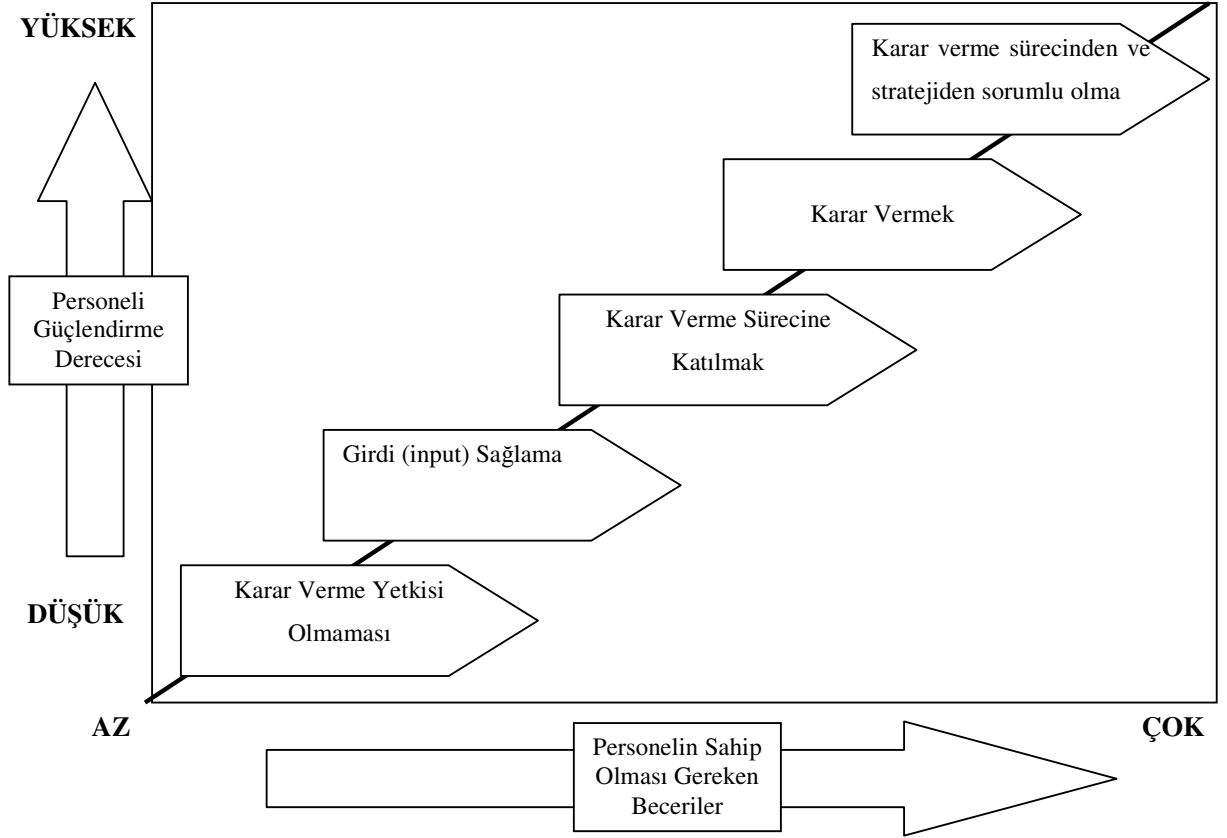 YÜKSEK
Karar verme sürecinden ve
stratejiden sorumlu olma
Karar Vermek
Personeli
Güçlendirme
Derecesi
Karar Verme Sürecine
Katılmak
Girdi (input) Sağlama
Karar Verme Yetkisi
Olmaması
DÜŞÜK
AZ
ÇOK
Personelin Sahip
Olması Gereken
Beceriler